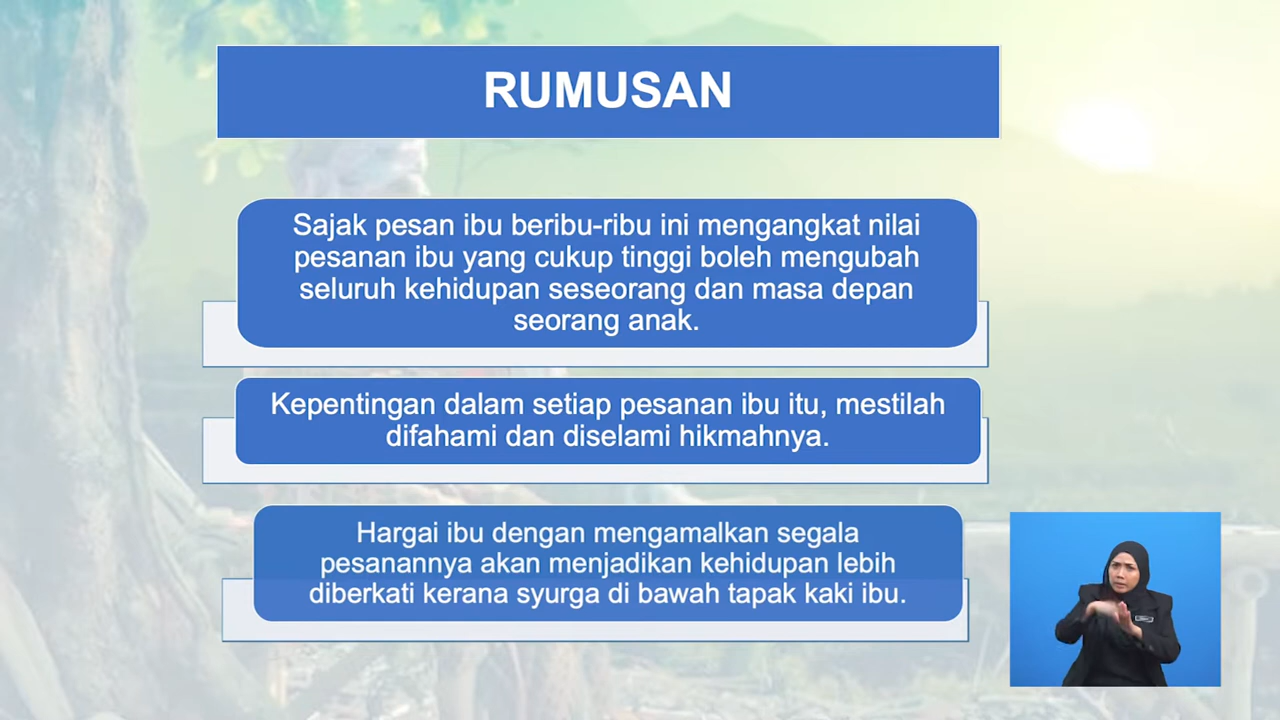 RUMUSAN
Sajak pesan ibu beribu-ribu ini mengangkat nilai
pesanan ibu yang cukup tinggi boleh mengubah
seluruh kehidupan seseorang dan masa depan
seorang anak.
Kepentingan dalam setiap pesanan ibu itu, mestilah
difahami dan diselami hikmahnya.
Hargai ibu dengan mengamalkan segala
pesanannya akan menjadikan kehidupan lebih
diberkati kerana syurga di bawah tapak kaki ibu.